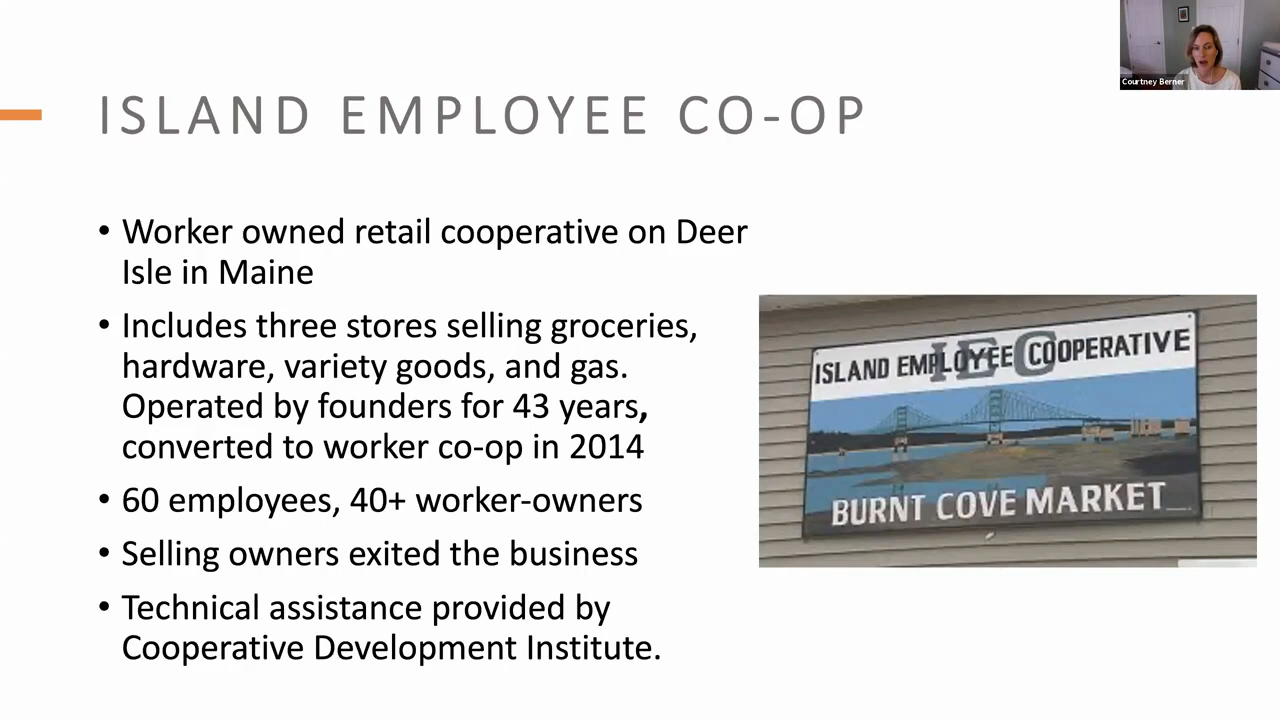 Courtney Berner
ISLAND EMPLOYEE CO-OP
• Worker owned retail cooperative on Deer
Isle in Maine
• Includes three stores selling groceries,
hardware, variety goods, and gas.
Operated by founders for 43 years,
converted to worker co-op in 2014
• 60 employees, 40+ worker-owners
• Selling owners exited the business
• Technical assistance provided by
Cooperative Development Institute.
IEC
ISLAND EMPLOYEE COOPERATIVE
BURNT COVE MARKET